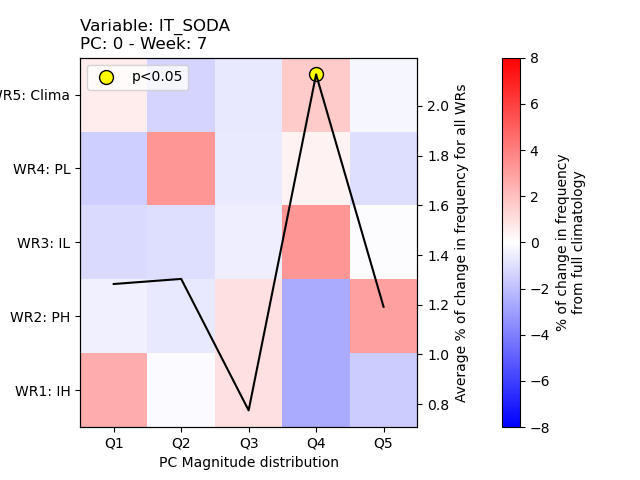 Variable: IT_SODA
PC: 0 - Week: 7
p<0.05
WR5: Clima
WR4: PL
WR3: IL
WR2: PH
WR1: IH
Q1 Q2 Q3 Q4 Q5
PC Magnitude distribution
2.0
1.8
1.6
1.4
1.2
1.0
0.8
Average % of change in frequency for all WRs
8
6
4
2
0
−2
−4
−6
−8
% of change in frequency
from full climatology